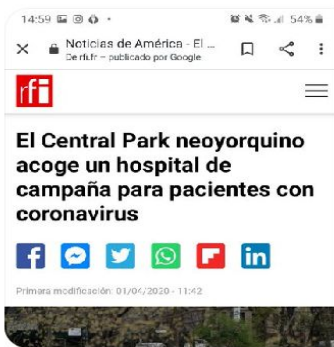 14:59
54%
Noticias de América - El ...
De rfi.fr – publicado por Google
rfi
El Central Park neoyorquino
acoge un hospital de
campaña para pacientes con
coronavirus
Primera modificación: 01/04/2020 - 11:42